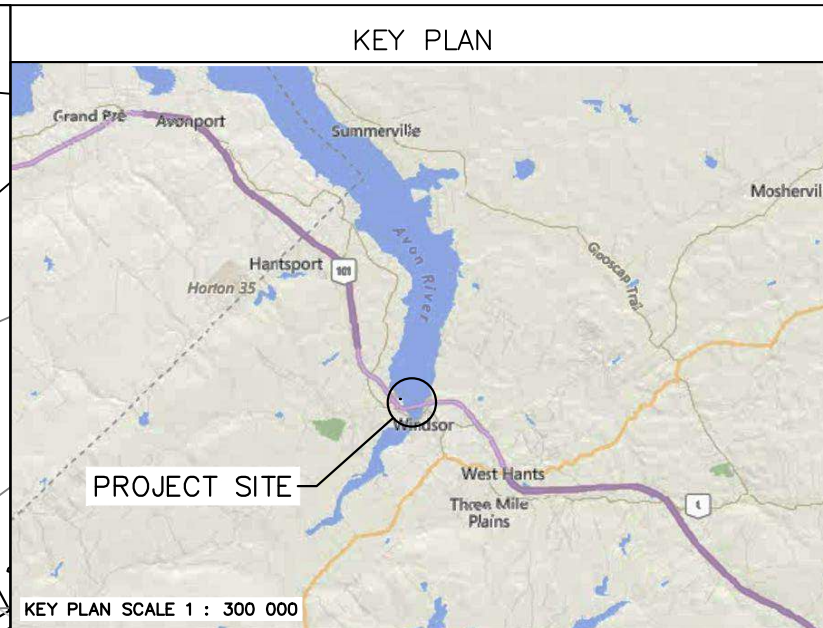 KEY PLAN
Grand Pré
Avonport
Summerville
Moshervil
Avon River
Gooscap Trail
Hantsport
101
Horton 35
Windsor
PROJECT SITE
West Hants
Three Mile
Plains
1
KEY PLAN SCALE 1 : 300 000